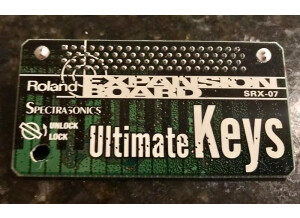 EXPANSION
Roland BOARD SRX-07
SPECTRASONICS
UNLOCK
LOCK
Ultimate Keys